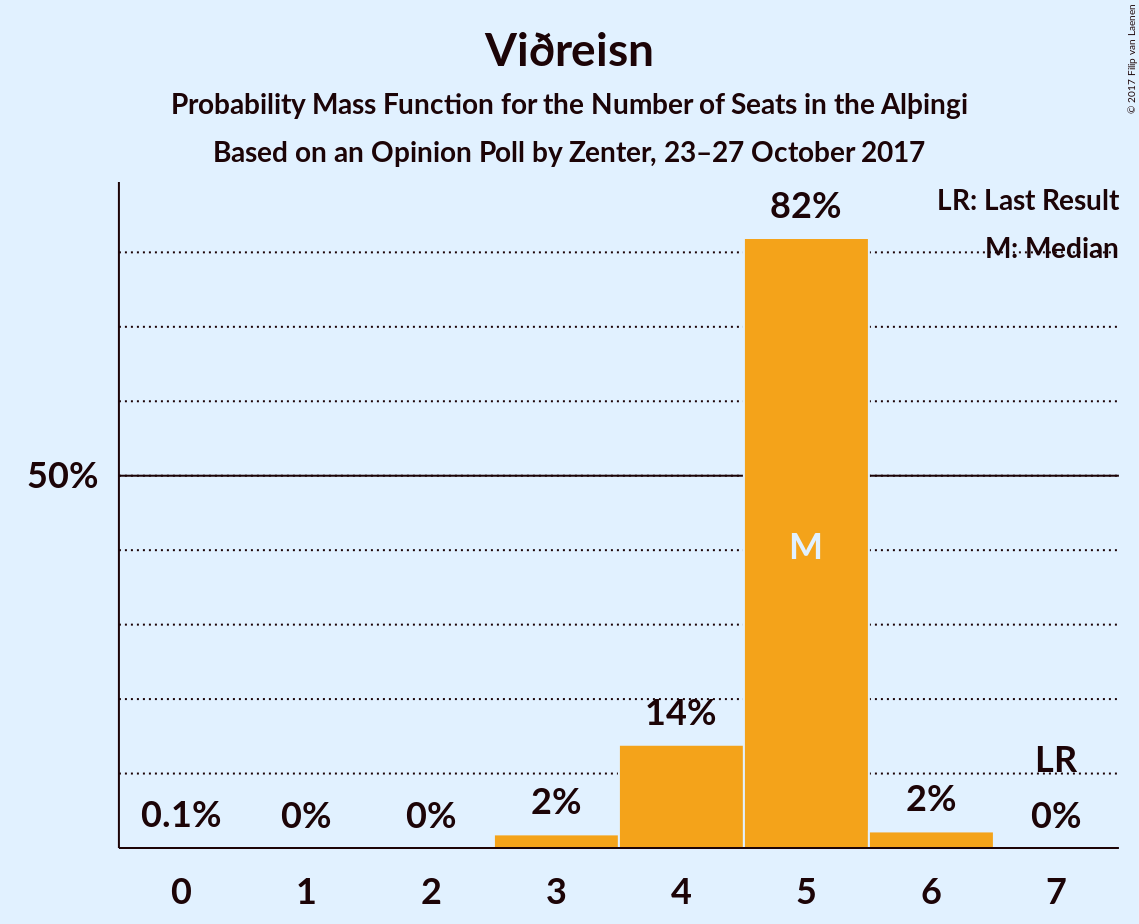 Viðreisn
Probability Mass Function for the Number of Seats in the Alþingi
Based on an Opinion Poll by Zenter, 23–27 October 2017
© 2017 Filip van Laenen
LR: Last Result
M: Median
82%
50%
M
14%
LR
0.1%
0%
0%
2%
2%
0%
0
1
2
3
4
5
6
7